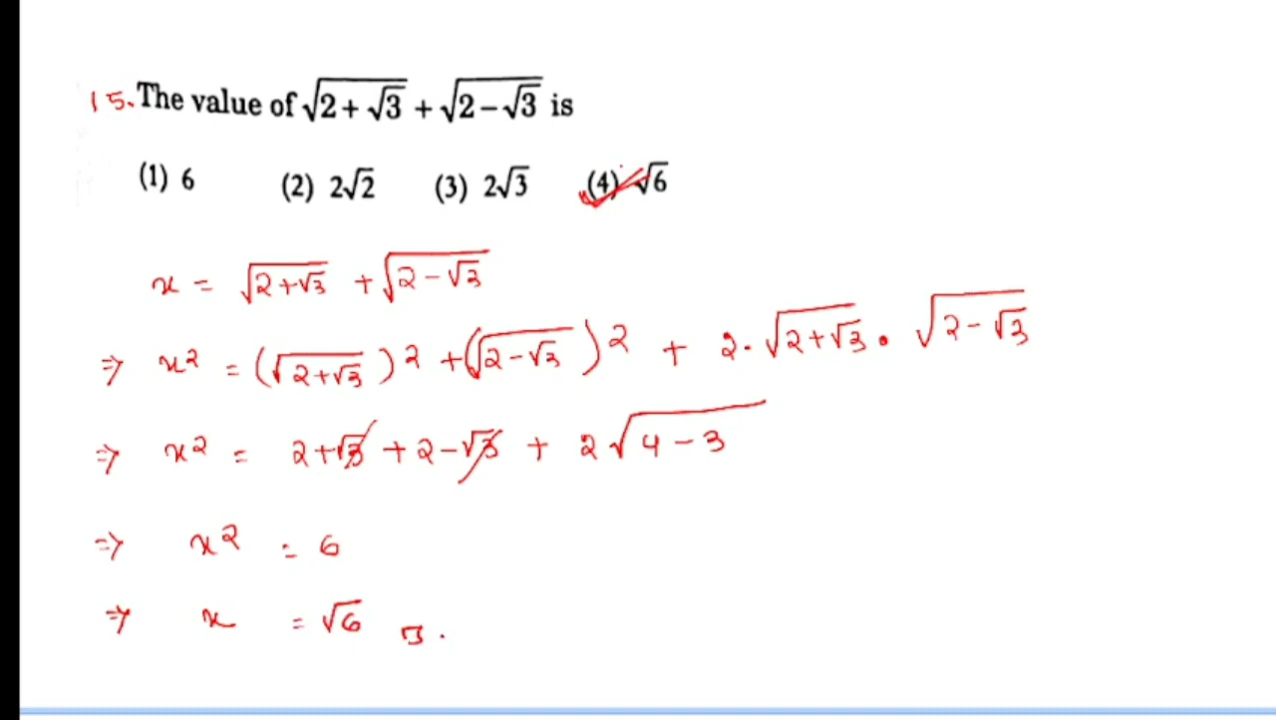 15. The value of √(2 + √3) + √(2 − √3) is
(1) 6 (2) 2√2 (3) 2√3 (4) √6
x = √(2+√3) + √(2−√3)
⇒ x² = (√(2+√3))² + (√(2−√3))² + 2·√(2+√3) · √(2−√3)
⇒ x² = 2+√3 + 2−√3 + 2√(4−3)
⇒ x² = 6
⇒ x = √6